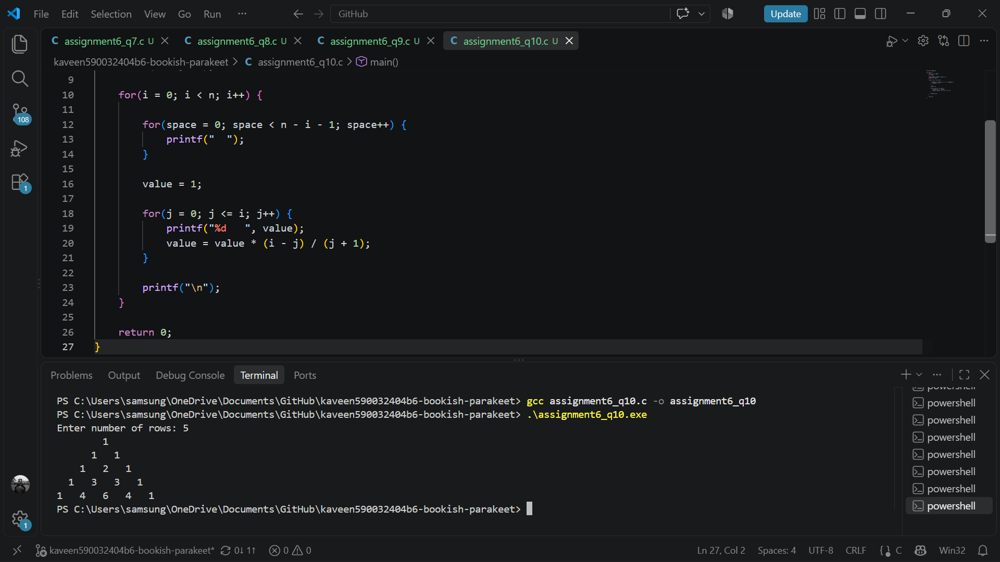 File Edit Selection View Go Run ··· GitHub Update
C assignment6_q7.c U C assignment6_q8.c U C assignment6_q9.c U C assignment6_q10.c U
kaveen590032404b6-bookish-parakeet > C assignment6_q10.c > main()
108
1
1
9
10 for(i = 0; i < n; i++) {
11
12 for(space = 0; space < n - i - 1; space++) {
13 printf("  ");
14 }
15
16 value = 1;
17
18 for(j = 0; j <= i; j++) {
19 printf("%d   ", value);
20 value = value * (i - j) / (j + 1);
21 }
22
23 printf("\n");
24 }
25
26 return 0;
27 }
Problems Output Debug Console Terminal Ports
PS C:\Users\samsung\OneDrive\Documents\GitHub\kaveen590032404b6-bookish-parakeet> gcc assignment6_q10.c -o assignment6_q10
PS C:\Users\samsung\OneDrive\Documents\GitHub\kaveen590032404b6-bookish-parakeet> .\assignment6_q10.exe
Enter number of rows: 5
        1
      1   1
    1   2   1
  1   3   3   1
1   4   6   4   1
PS C:\Users\samsung\OneDrive\Documents\GitHub\kaveen590032404b6-bookish-parakeet>
powershell
powershell
powershell
powershell
powershell
powershell
powershell
powershell
kaveen590032404b6-bookish-parakeet* 0↓ 1↑ 0 0 Ln 27, Col 2 Spaces: 4 UTF-8 CRLF {} C Win32